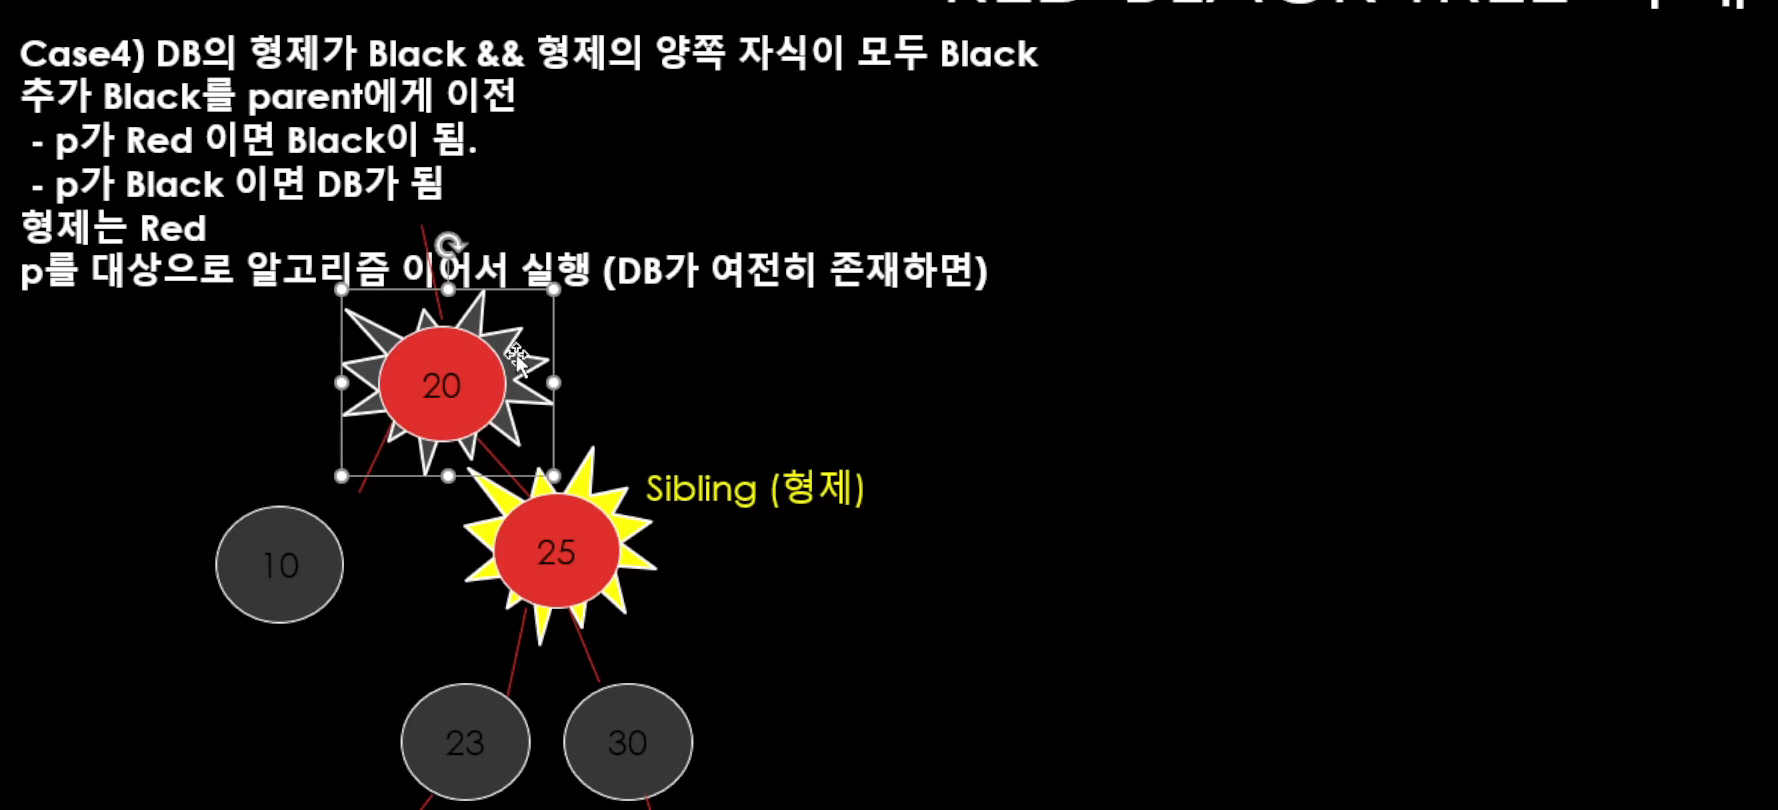 Case4) DB의 형제가 Black && 형제의 양쪽 자식이 모두 Black
추가 Black를 parent에게 이전
- p가 Red 이면 Black이 됨.
- p가 Black 이면 DB가 됨
형제는 Red
p를 대상으로 알고리즘 이어서 실행 (DB가 여전히 존재하면)
20
Sibling (형제)
25
10
23
30